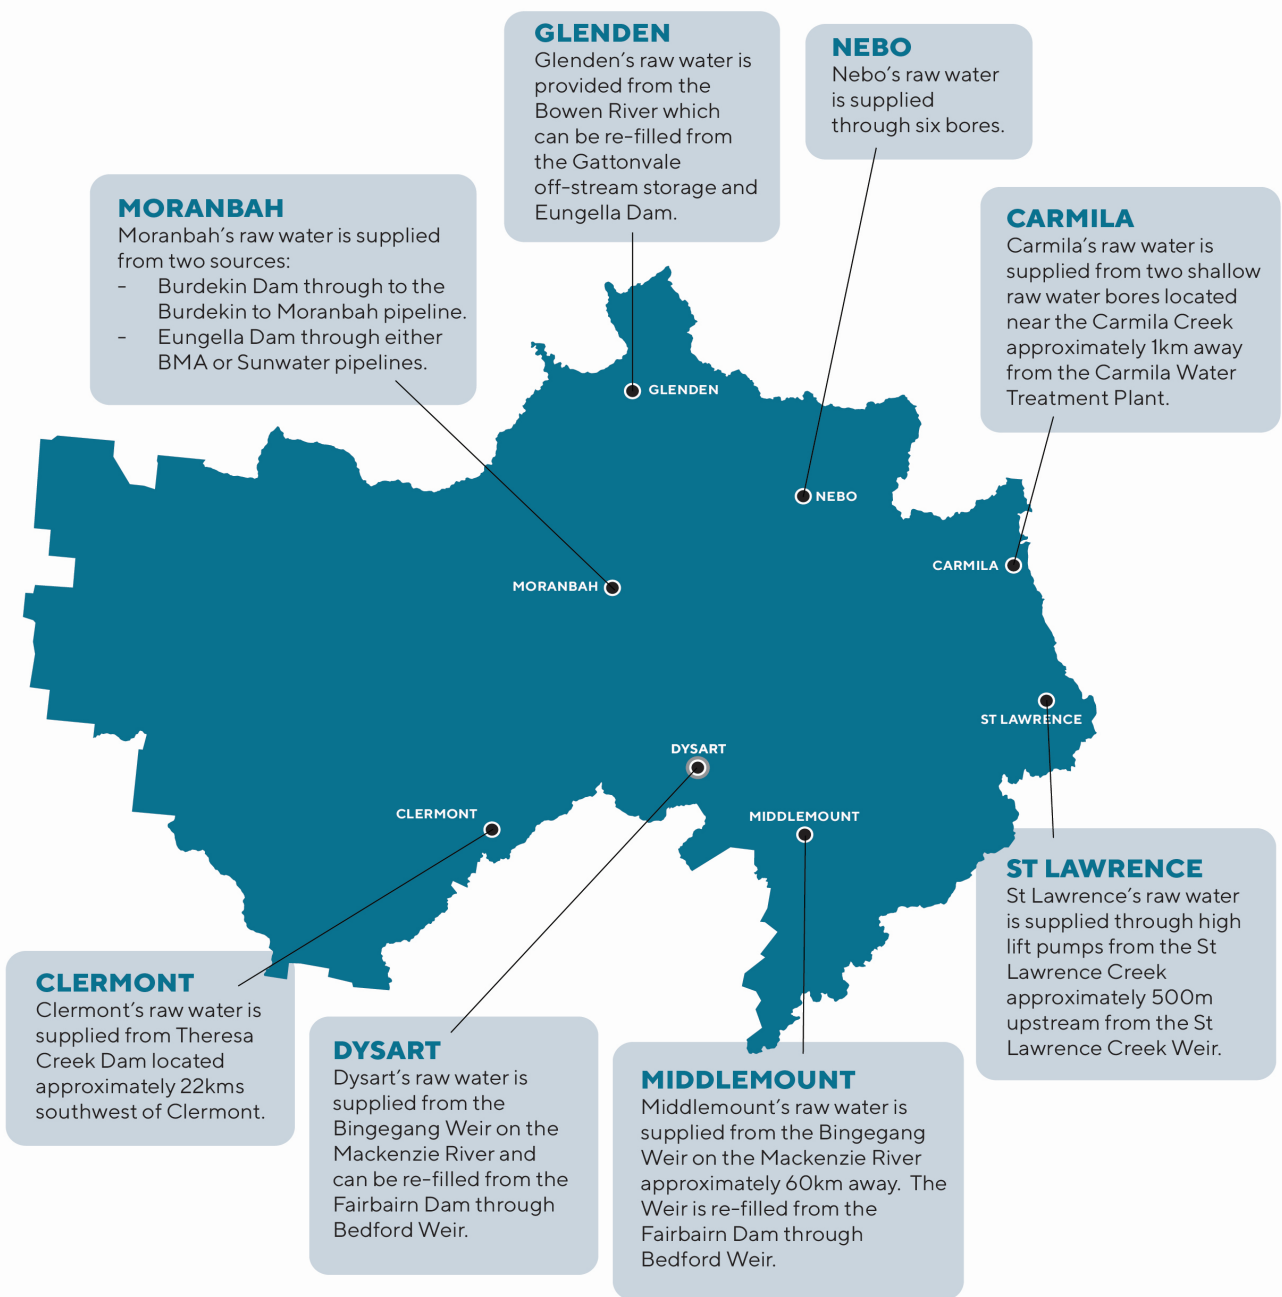 GLENDEN
Glenden's raw water is
provided from the
Bowen River which
can be re-filled from
the Gattonvale
off-stream storage and
Eungella Dam.
NEBO
Nebo's raw water
is supplied
through six bores.
MORANBAH
Moranbah's raw water is supplied
from two sources:
- Burdekin Dam through to the
Burdekin to Moranbah pipeline.
- Eungella Dam through either
BMA or Sunwater pipelines.
CARMILA
Carmila's raw water is
supplied from two shallow
raw water bores located
near the Carmila Creek
approximately 1km away
from the Carmila Water
Treatment Plant.
GLENDEN
NEBO
CARMILA
MORANBAH
ST LAWRENCE
DYSART
CLERMONT
MIDDLEMOUNT
ST LAWRENCE
St Lawrence's raw water
is supplied through high
lift pumps from the St
Lawrence Creek
approximately 500m
upstream from the St
Lawrence Creek Weir.
CLERMONT
Clermont's raw water is
supplied from Theresa
Creek Dam located
approximately 22kms
southwest of Clermont.
DYSART
Dysart's raw water is
supplied from the
Bingegang Weir on the
Mackenzie River and
can be re-filled from the
Fairbairn Dam through
Bedford Weir.
MIDDLEMOUNT
Middlemount's raw water is
supplied from the Bingegang
Weir on the Mackenzie River
approximately 60km away.  The
Weir is re-filled from the
Fairbairn Dam through
Bedford Weir.